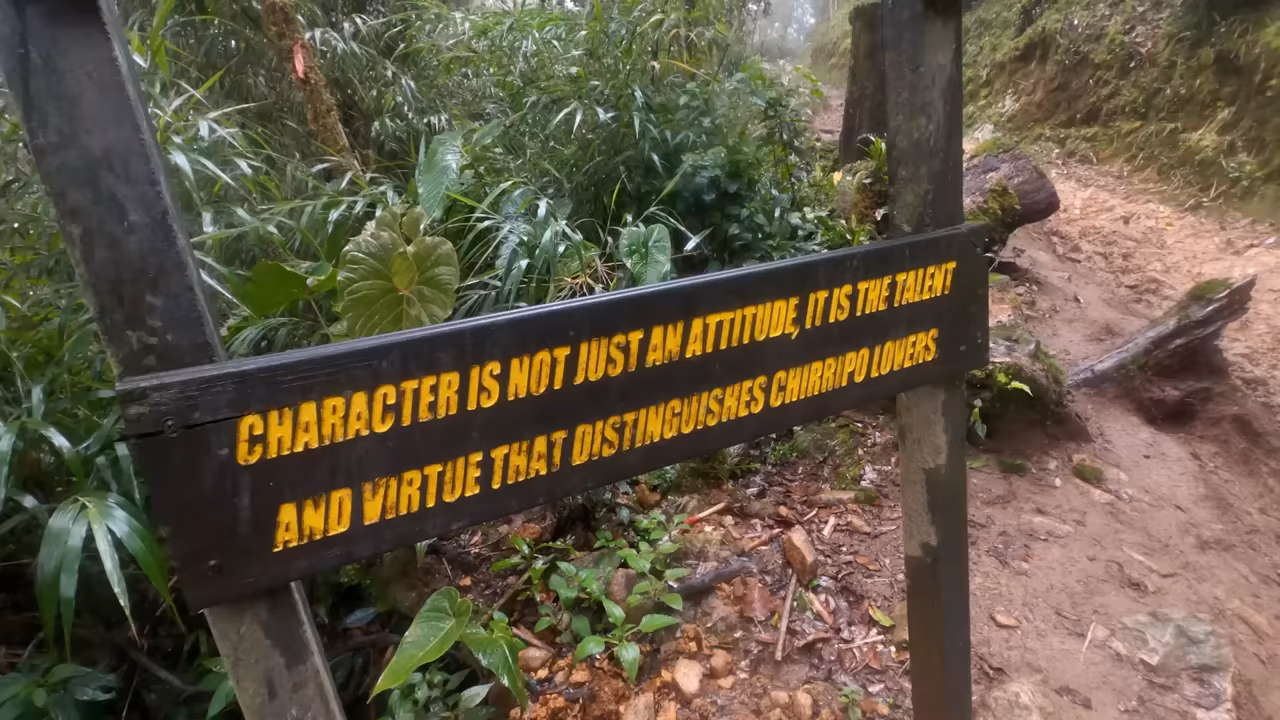 CHARACTER IS NOT JUST AN ATTITUDE, IT IS THE TALENT
AND VIRTUE THAT DISTINGUISHES CHIRRIPO LOVERS